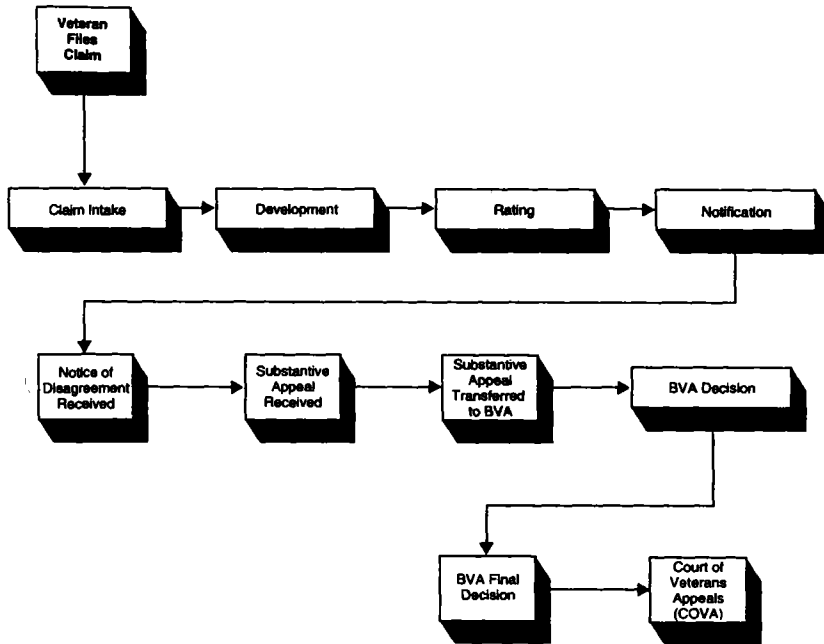 Veteran
Files
Claim
Claim Intake
Development
Rating
Notification
Notice of
Disagreement
Received
Substantive
Appeal
Received
Substantive
Appeal
Transferred
to BVA
BVA Decision
BVA Final
Decision
Court of
Veterans
Appeals
(COVA)